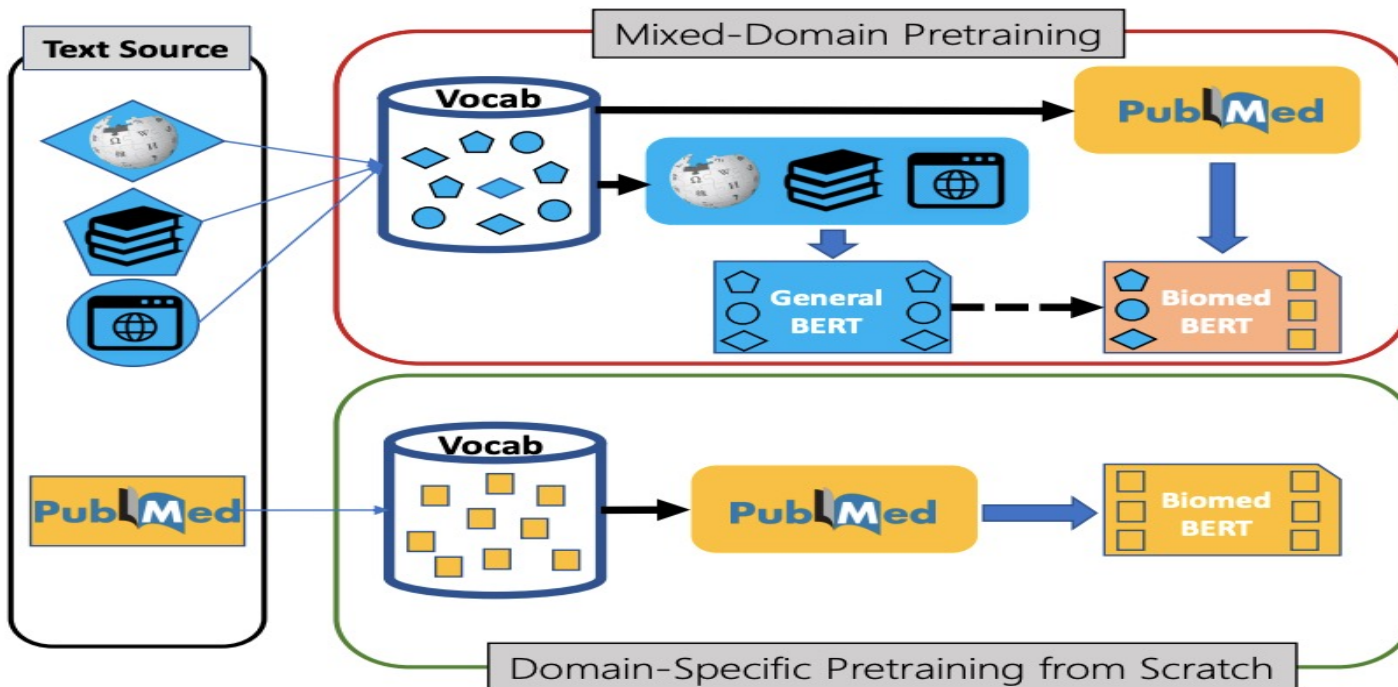 Text Source
PubMed
Mixed-Domain Pretraining
Vocab
PubMed
General
BERT
Biomed
BERT
Vocab
PubMed
Biomed
BERT
Domain-Specific Pretraining from Scratch